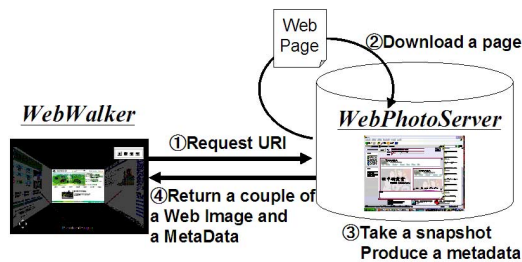 Web
Page
②Download a page
WebWalker
WebPhotoServer
①Request URI
④Return a couple of
a Web Image and
a MetaData
③Take a snapshot
Produce a metadata